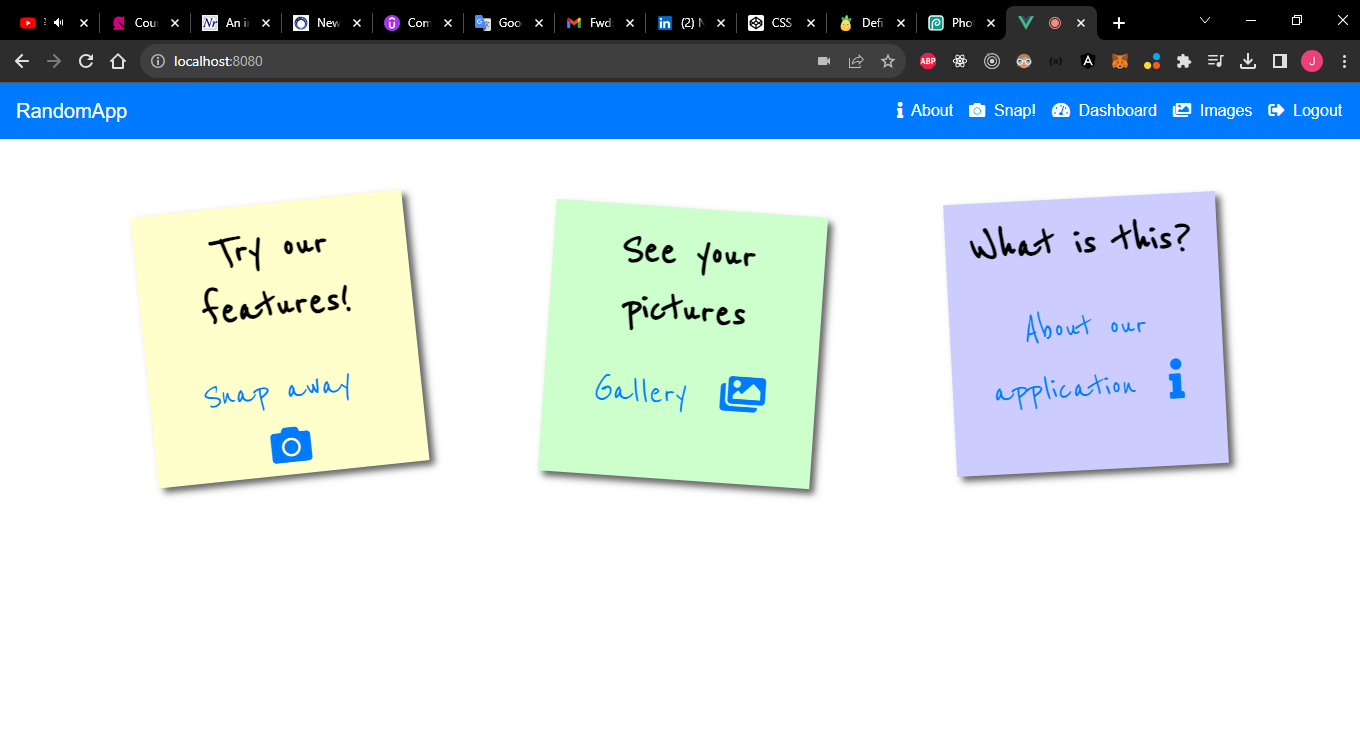 Cou
Nr An i
New
Com
Goo
Fwd:
(2) N
CSS
Defi
Pho
localhost:8080
ABP
A
J
RandomApp
About Snap! Dashboard Images Logout
Try our
features!
Snap away
See your
pictures
Gallery
What is this?
About our
application